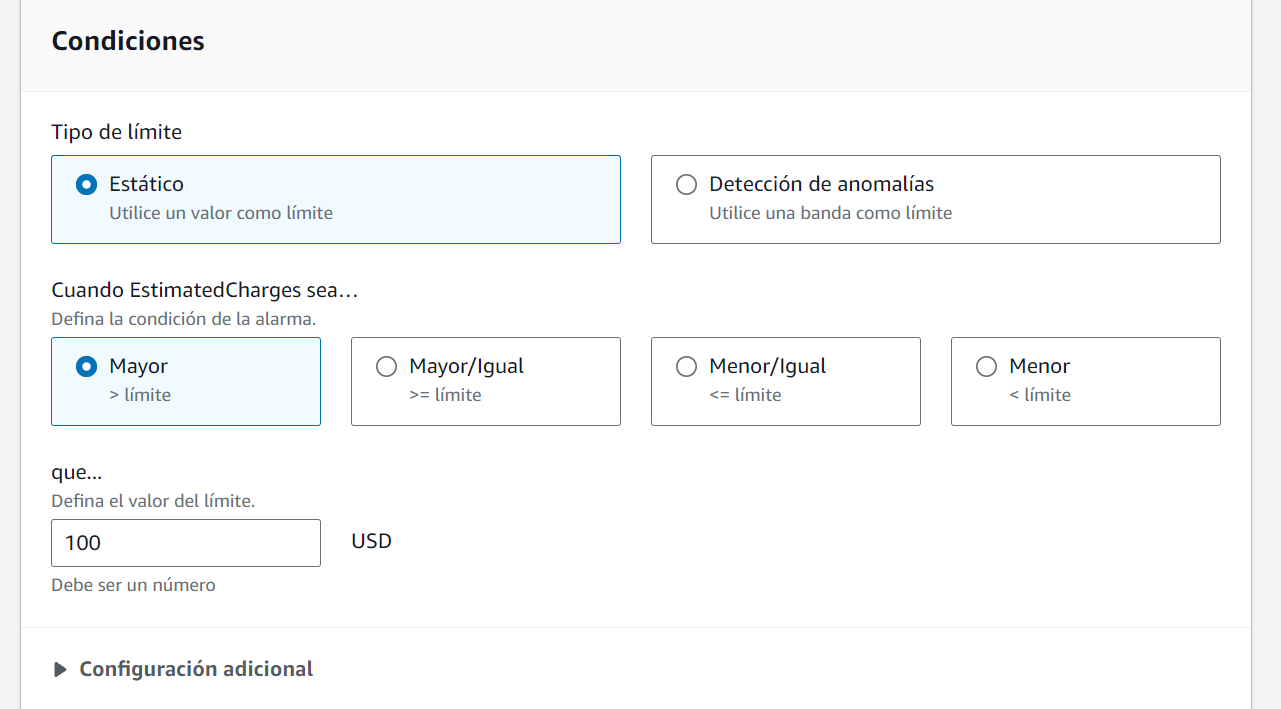 Condiciones
Tipo de límite
Estático
Utilice un valor como límite
Detección de anomalías
Utilice una banda como límite
Cuando EstimatedCharges sea…
Defina la condición de la alarma.
Mayor
> límite
Mayor/Igual
>= límite
Menor/Igual
<= límite
Menor
< límite
que...
Defina el valor del límite.
100 USD
Debe ser un número
Configuración adicional